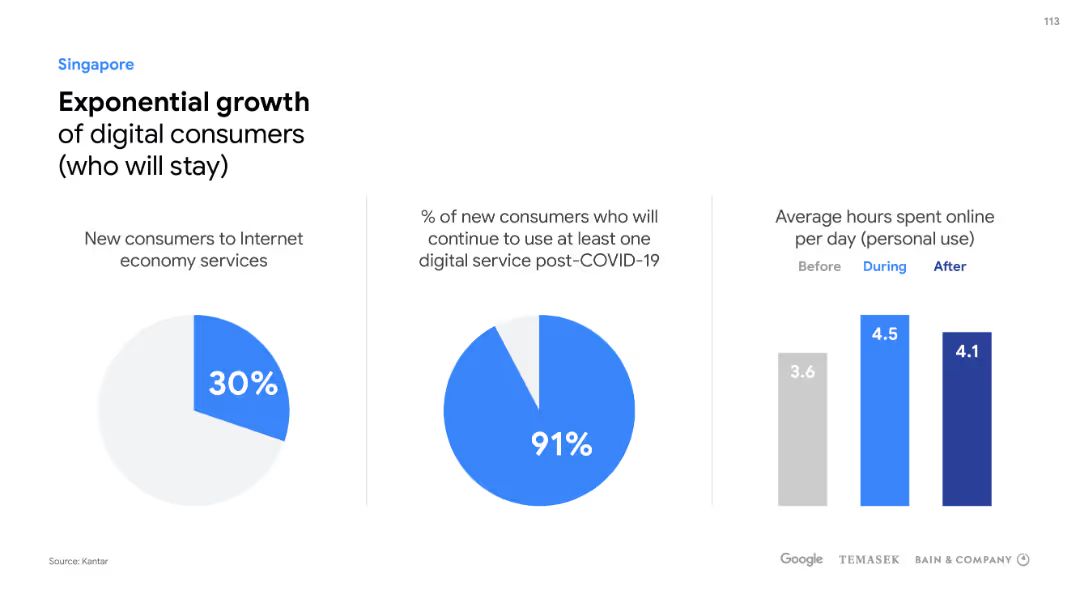 113
Singapore
Exponential growth
of digital consumers
(who will stay)
New consumers to Internet
economy services
30%
% of new consumers who will
continue to use at least one
digital service post-COVID-19
91%
Average hours spent online
per day (personal use)
Before During After
3.6
4.5
4.1
Source: Kantar
Google TEMASEK BAIN & COMPANY